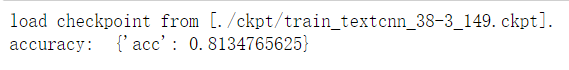 load checkpoint from [./ckpt/train_textcnn_38-3_149.ckpt].
accuracy:  {'acc': 0.8134765625}